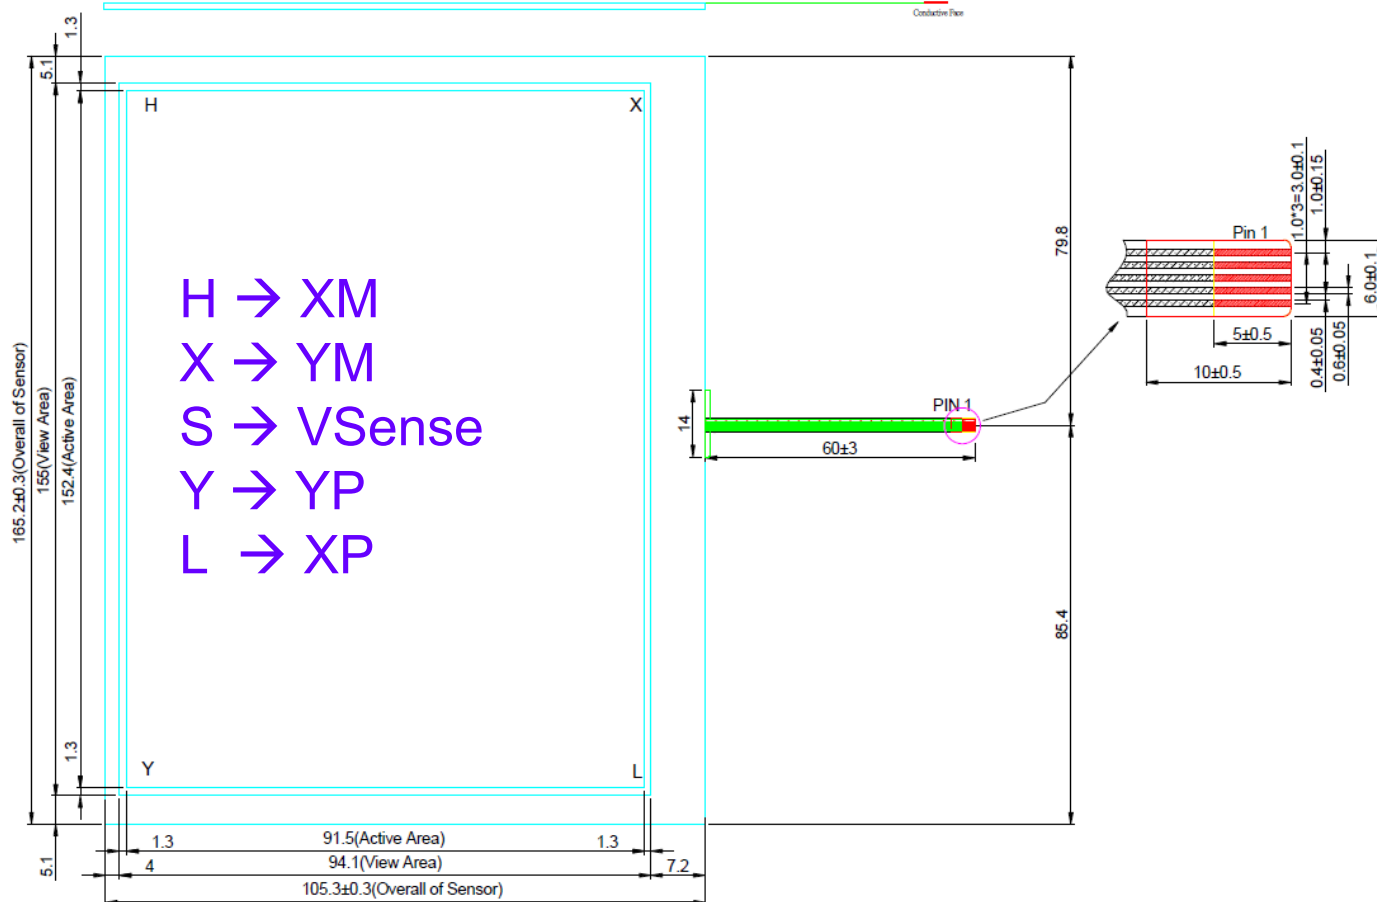 Conductive Face
1.3
5.1
H
X
H → XM
X → YM
S → VSense
Y → YP
L → XP
Y
L
165.2±0.3(Overall of Sensor)
155(View Area)
152.4(Active Area)
1.3
5.1
1.3
91.5(Active Area)
1.3
4
94.1(View Area)
7.2
105.3±0.3(Overall of Sensor)
14
PIN 1
60±3
79.8
85.4
Pin 1
1.0*3=3.0±0.1
1.0±0.15
6.0±0.1
5±0.5
10±0.5
0.4±0.05
0.6±0.05